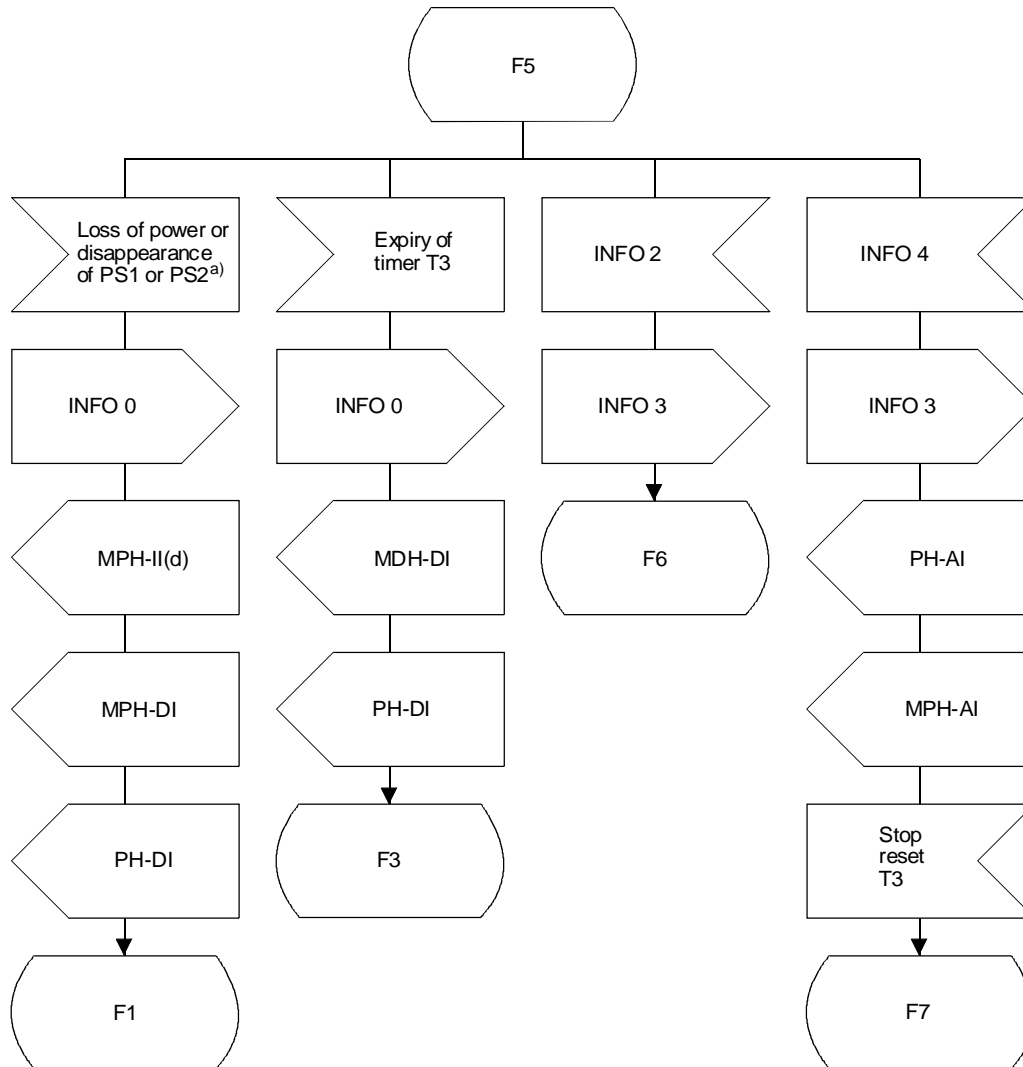 F5
Loss of power or
disappearance
of PS1 or PS2a)
Expiry of
timer T3
INFO 2
INFO 4
INFO 0
INFO 0
INFO 3
INFO 3
MPH-II(d)
MDH-DI
F6
PH-AI
MPH-DI
PH-DI
MPH-AI
PH-DI
F3
Stop
reset
T3
F1
F7